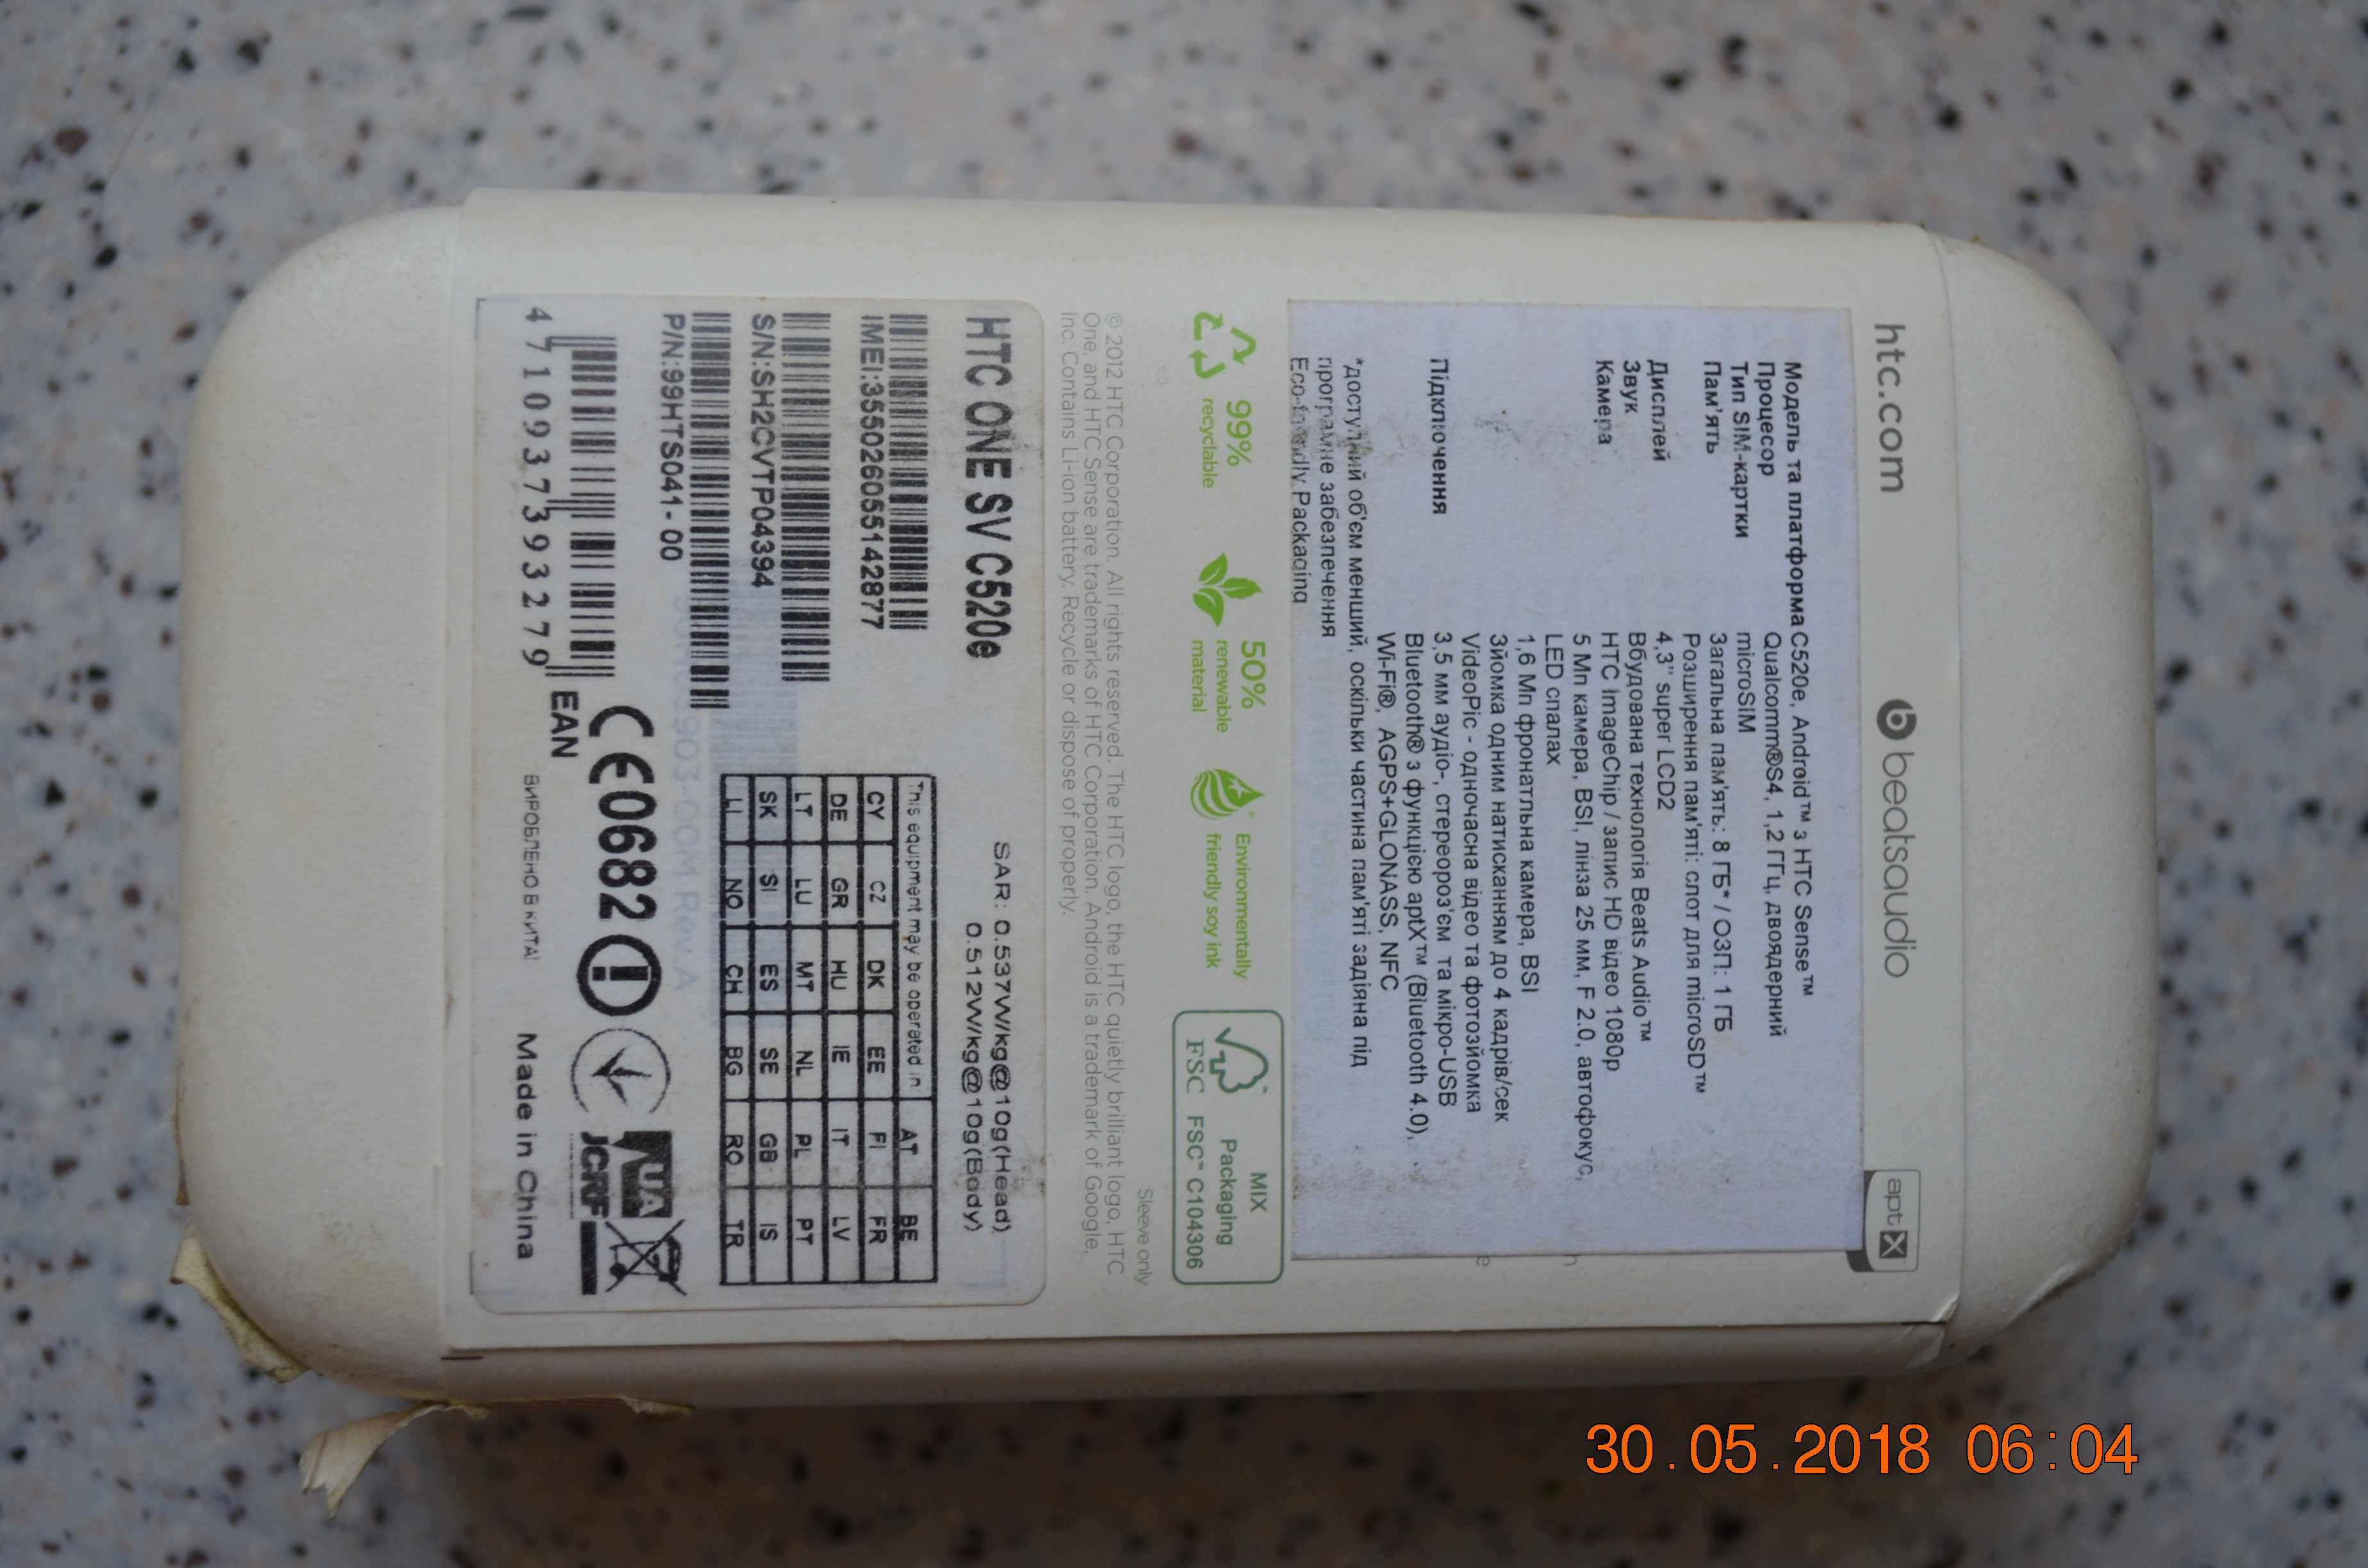 htc.com
beatsaudio
aptX
Модель та платформа C520e, Android™ з HTC Sense™
Процесор Qualcomm®S4, 1,2 ГГц, двоядерний
Тип SIM-картки microSIM
Пам'ять Загальна пам'ять: 8 ГБ* / ОЗП: 1 ГБ
Розширення пам'яті: слот для microSD™
Дисплей 4,3'' super LCD2
Звук Вбудована технологія Beats Audio™
Камера HTC ImageChip / запис HD відео 1080p
5 Мп камера, BSI, лінза 25 мм, F 2.0, автофокус,
LED спалах
1,6 Мп фронатльна камера, BSI
Зйомка одним натисканням до 4 кадрів/сек
VideoPic - одночасна відео та фотозйомка
Підключення 3,5 мм аудіо-, стереороз'єм та мікро-USB
Bluetooth® з функцією aptX™ (Bluetooth 4.0),
Wi-Fi®, AGPS+GLONASS, NFC
*доступний об'єм менший, оскільки частина пам'яті задіяна під
програмне забезпечення
Eco-friendly Packaging
99%
recyclable
50%
renewable
material
Environmentally
friendly soy ink
FSC
MIX
Packaging
FSC™ C104306
Sleeve only
© 2012 HTC Corporation. All rights reserved. The HTC logo, the HTC quietly brilliant logo, HTC
One, and HTC Sense are trademarks of HTC Corporation. Android is a trademark of Google,
Inc. Contains Li-ion battery. Recycle or dispose of properly.
HTC ONE SV C520e
SAR: 0.537W/kg@10g(Head)
0.512W/kg@10g(Body)
IMEI:355026055142877
S/N:SH2CVTP04394
P/N:99HTS041-00
This equipment may be operated in AT BE
CY CZ DK EE FI FR
DE GR HU IE IT LV
LT LU MT NL PL PT
SK SI ES SE GB IS
LI NO CH BG RO TR
4 710937 393279
EAN
CE0682
UA
JCRF
ВИРОБЛЕНО В КИТАЇ
Made in China
30.05.2018 06:04